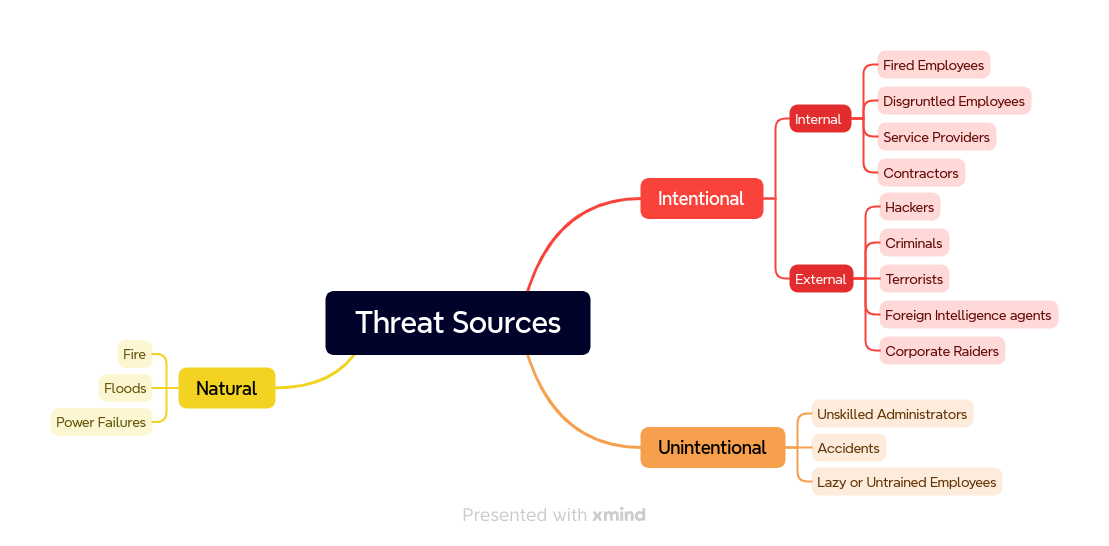 Threat Sources
Intentional
Internal
Fired Employees
Disgruntled Employees
Service Providers
Contractors
External
Hackers
Criminals
Terrorists
Foreign Intelligence agents
Corporate Raiders
Unintentional
Unskilled Administrators
Accidents
Lazy or Untrained Employees
Natural
Fire
Floods
Power Failures
Presented with xmind